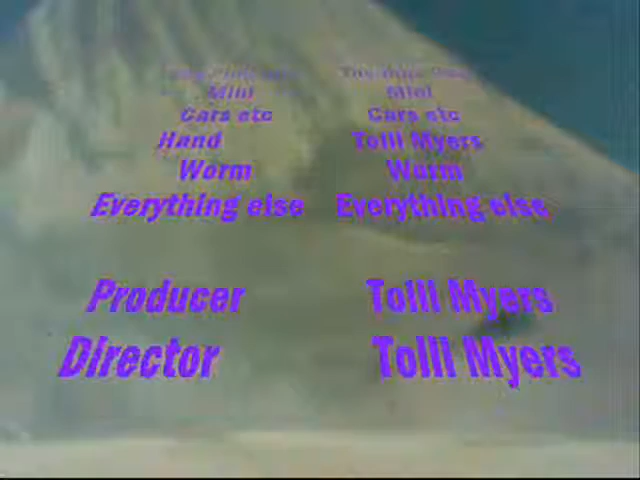 Mini Mini
Cars etc Cars etc
Hand Tolli Myers
Worm Worm
Everything else Everything else
Producer Tolli Myers
Director Tolli Myers